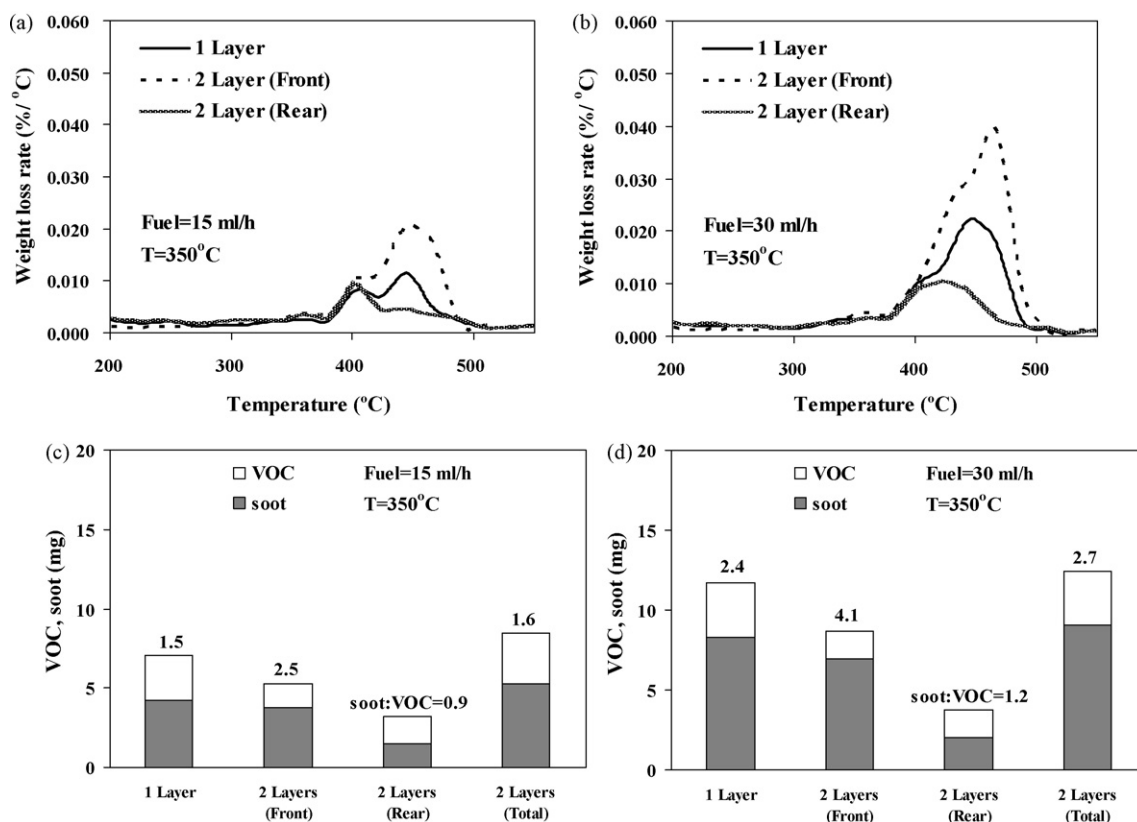 (a)
0.060
0.050
0.040
0.030
0.020
0.010
0.000
Weight loss rate (%/ °C)
1 Layer
2 Layer (Front)
2 Layer (Rear)
Fuel=15 ml/h
T=350°C
200 300 400 500
Temperature (°C)
(b)
0.060
0.050
0.040
0.030
0.020
0.010
0.000
Weight loss rate (%/ °C)
1 Layer
2 Layer (Front)
2 Layer (Rear)
Fuel=30 ml/h
T=350°C
200 300 400 500
Temperature (°C)
(c)
20
15
10
5
0
VOC, soot (mg)
VOC Fuel=15 ml/h
soot T=350°C
1.5
2.5
soot:VOC=0.9
1.6
1 Layer 2 Layers 2 Layers 2 Layers
(Front) (Rear) (Total)
(d)
20
15
10
5
0
VOC, soot (mg)
VOC Fuel=30 ml/h
soot T=350°C
2.4
4.1
soot:VOC=1.2
2.7
1 Layer 2 Layers 2 Layers 2 Layers
(Front) (Rear) (Total)